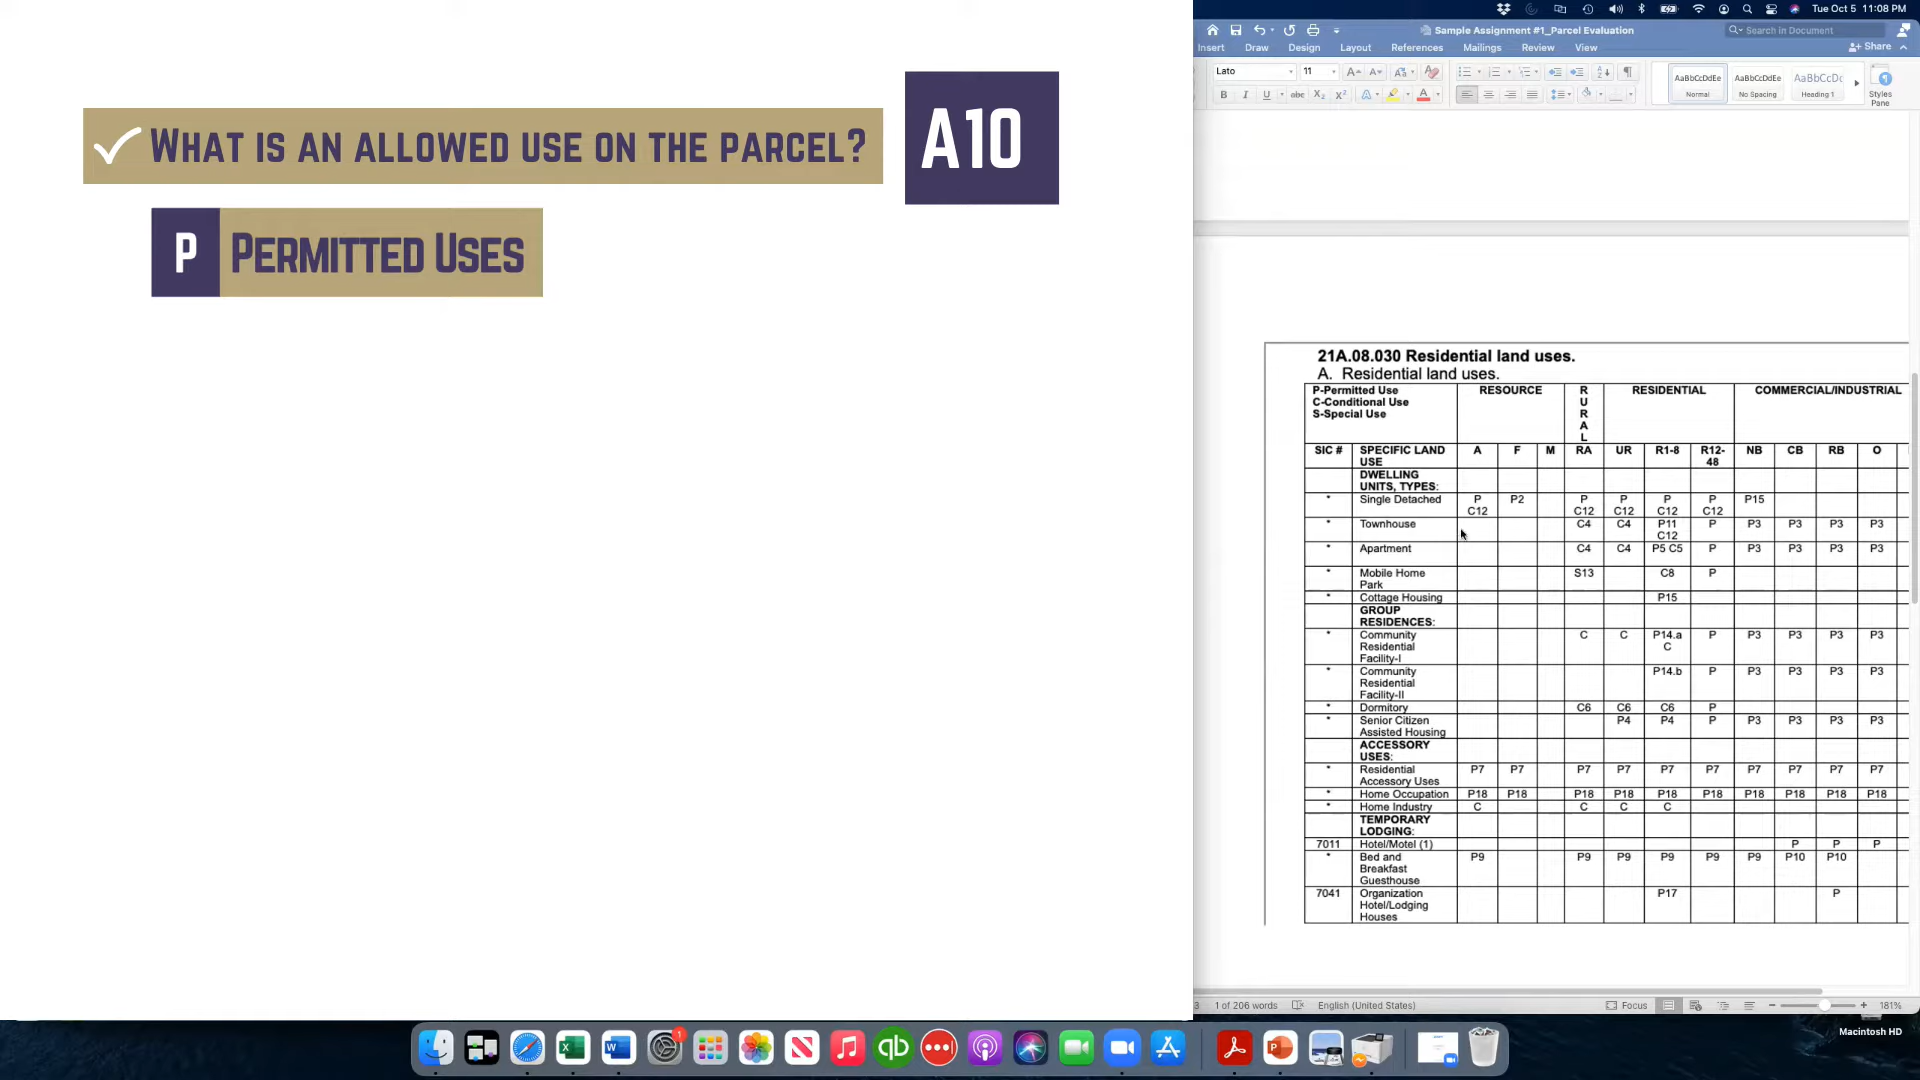 WHAT IS AN ALLOWED USE ON THE PARCEL?
A10
P PERMITTED USES
Tue Oct 5 11:08 PM
Sample Assignment #1_Parcel Evaluation
Search in Document
Insert Draw Design Layout References Mailings Review View
Share
Lato 11
AaBbCcDdEe AaBbCcDdEe AaBbCcDc
Normal No Spacing Heading 1
Styles
Pane
21A.08.030 Residential land uses.
A. Residential land uses.
P-Permitted Use RESOURCE RURAL RESIDENTIAL COMMERCIAL/INDUSTRIAL
C-Conditional Use
S-Special Use
SIC # SPECIFIC LAND USE A F M RA UR R1-8 R12-48 NB CB RB O
DWELLING
UNITS, TYPES:
* Single Detached P C12 P2 P C12 P C12 P C12 P C12 P15
* Townhouse C4 C4 P11 C12 P P3 P3 P3 P3
* Apartment C4 C4 P5 C5 P P3 P3 P3 P3
* Mobile Home Park S13 C8 P
* Cottage Housing P15
GROUP
RESIDENCES:
* Community Residential Facility-I C C P14.a C P P3 P3 P3 P3
* Community Residential Facility-II P14.b P P3 P3 P3 P3
* Dormitory C6 C6 C6 P
* Senior Citizen Assisted Housing P4 P4 P P3 P3 P3 P3
ACCESSORY
USES:
* Residential Accessory Uses P7 P7 P7 P7 P7 P7 P7 P7 P7 P7
* Home Occupation P18 P18 P18 P18 P18 P18 P18 P18 P18 P18
* Home Industry C C C C
TEMPORARY
LODGING:
7011 Hotel/Motel (1) P P P
* Bed and Breakfast Guesthouse P9 P9 P9 P9 P9 P9 P10 P10
7041 Organization Hotel/Lodging Houses P17 P
1 of 206 words English (United States) Focus 181%
Macintosh HD